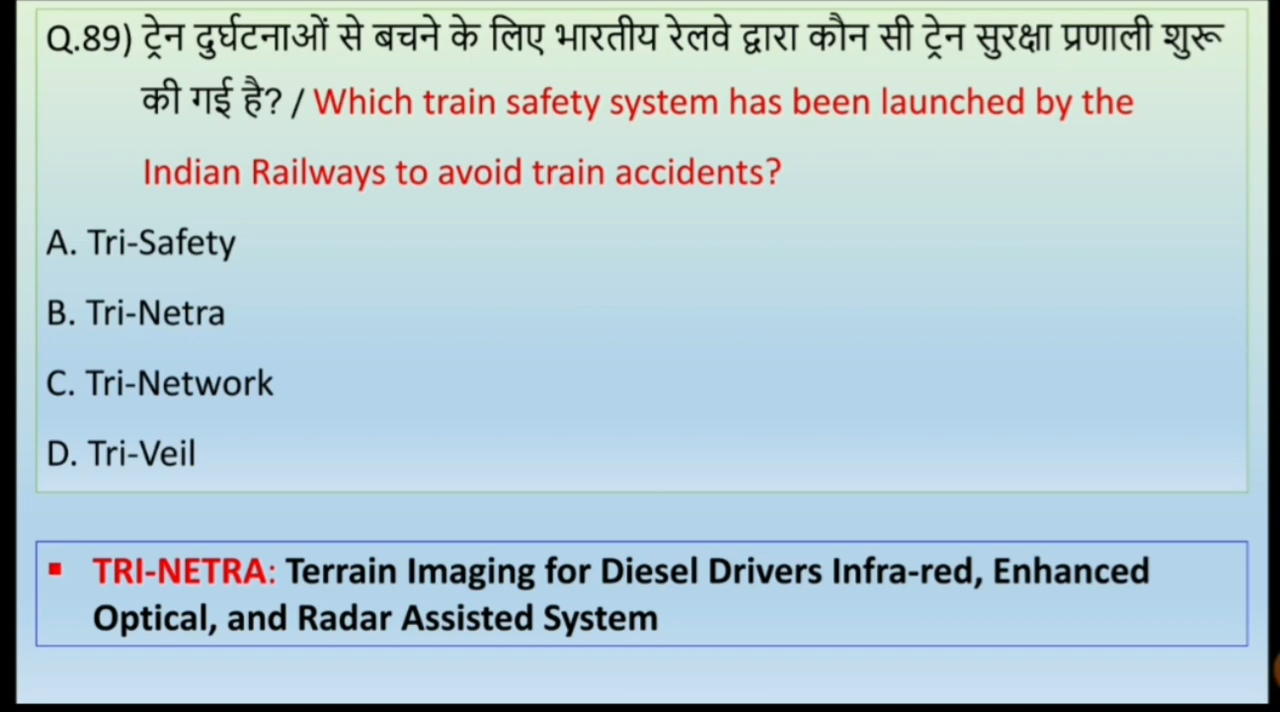 Q.89) ट्रेन दुर्घटनाओं से बचने के लिए भारतीय रेलवे द्वारा कौन सी ट्रेन सुरक्षा प्रणाली शुरू
की गई है? / Which train safety system has been launched by the
Indian Railways to avoid train accidents?
A. Tri-Safety
B. Tri-Netra
C. Tri-Network
D. Tri-Veil
▪ TRI-NETRA: Terrain Imaging for Diesel Drivers Infra-red, Enhanced
Optical, and Radar Assisted System